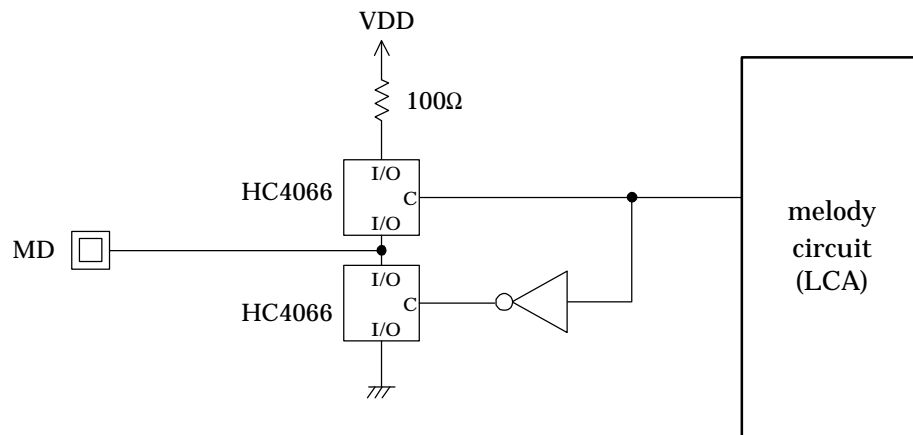 VDD
100Ω
I/O
HC4066
C
I/O
MD
I/O
HC4066
C
I/O
melody
circuit
(LCA)